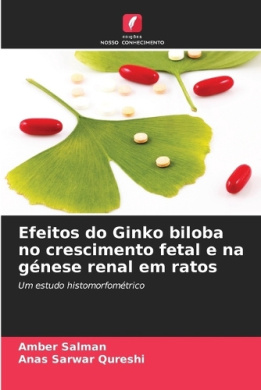 edições
NOSSO CONHECIMENTO
Efeitos do Ginko biloba
no crescimento fetal e na
génese renal em ratos
Um estudo histomorfométrico
Amber Salman
Anas Sarwar Qureshi